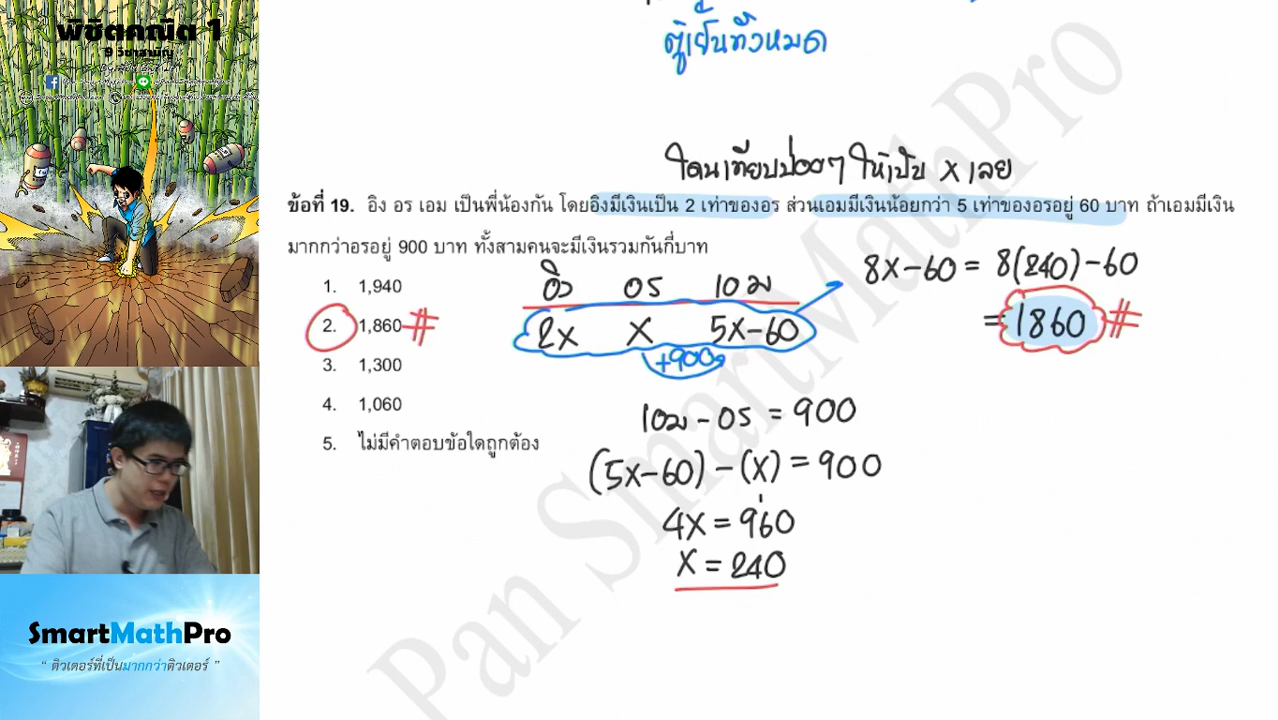 พิชิตคณิต 1
9 วิชาสามัญ
ตู้เย็นทั้งหมด
โดนเทียบบ่อยๆ ให้เป็น x เลย
ข้อที่ 19. อิง อร เอม เป็นพี่น้องกัน โดยอิงมีเงินเป็น 2 เท่าของอร ส่วนเอมมีเงินน้อยกว่า 5 เท่าของอรอยู่ 60 บาท ถ้าเอมมีเงิน
มากกว่าอรอยู่ 900 บาท ทั้งสามคนจะมีเงินรวมกันกี่บาท
1. 1,940
2. 1,860 #
3. 1,300
4. 1,060
5. ไม่มีคำตอบข้อใดถูกต้อง
อิง อร เอม
2x x 5x-60
+900
8x-60 = 8(240)-60
= 1860 #
เอม - อร = 900
(5x-60) - (x) = 900
4x = 960
x = 240
Pan SmartMathPro
SmartMathPro
“ ติวเตอร์ที่เป็นมากกว่าติวเตอร์ ”